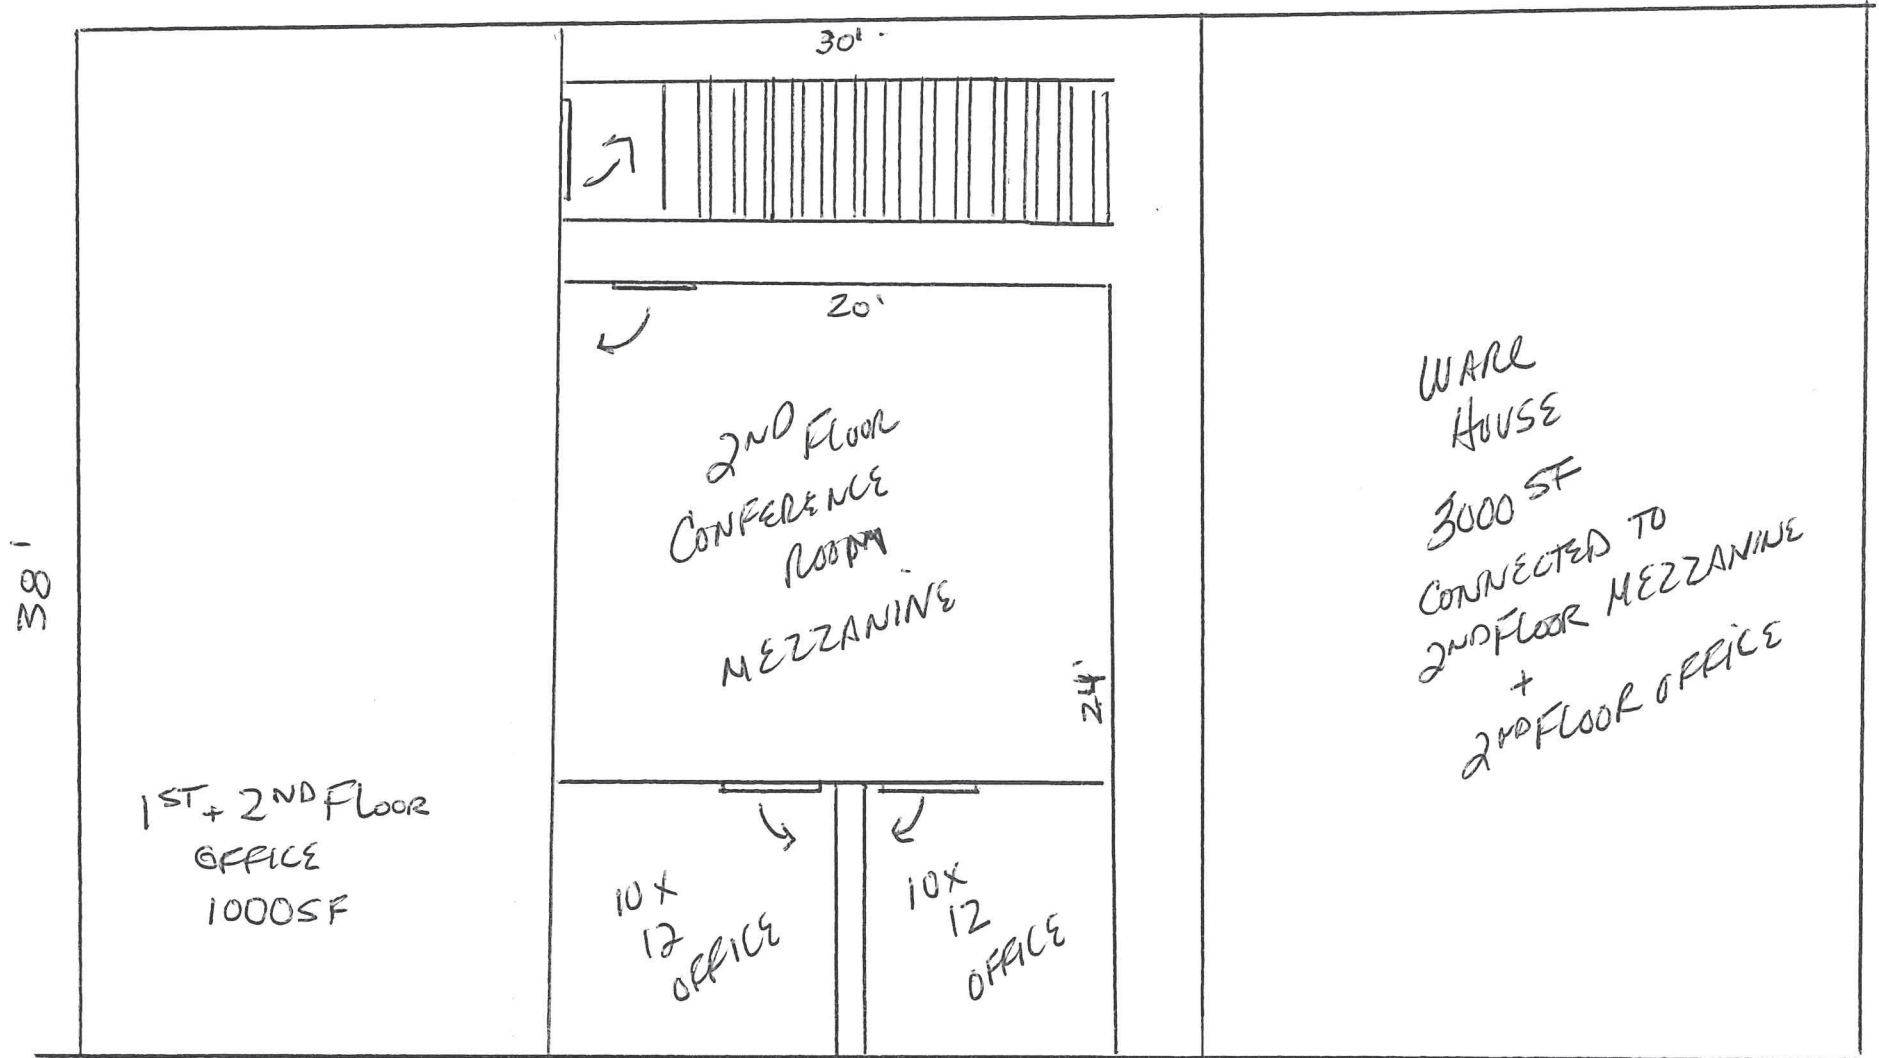 30'
20'
2ND FLOOR
CONFERENCE
ROOM
MEZZANINE
24'
38'
1ST + 2ND FLOOR
OFFICE
1000SF
10 X
12
OFFICE
10X
12
OFFICE
WARE
HOUSE
3000 SF
CONNECTED TO
2ND FLOOR MEZZANINE
+
2ND FLOOR OFFICE